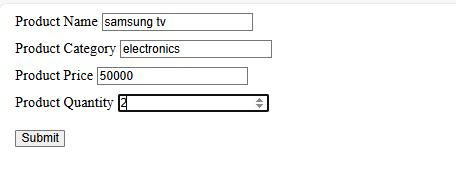 Product Name samsung tv
Product Category electronics
Product Price 50000
Product Quantity 2
Submit